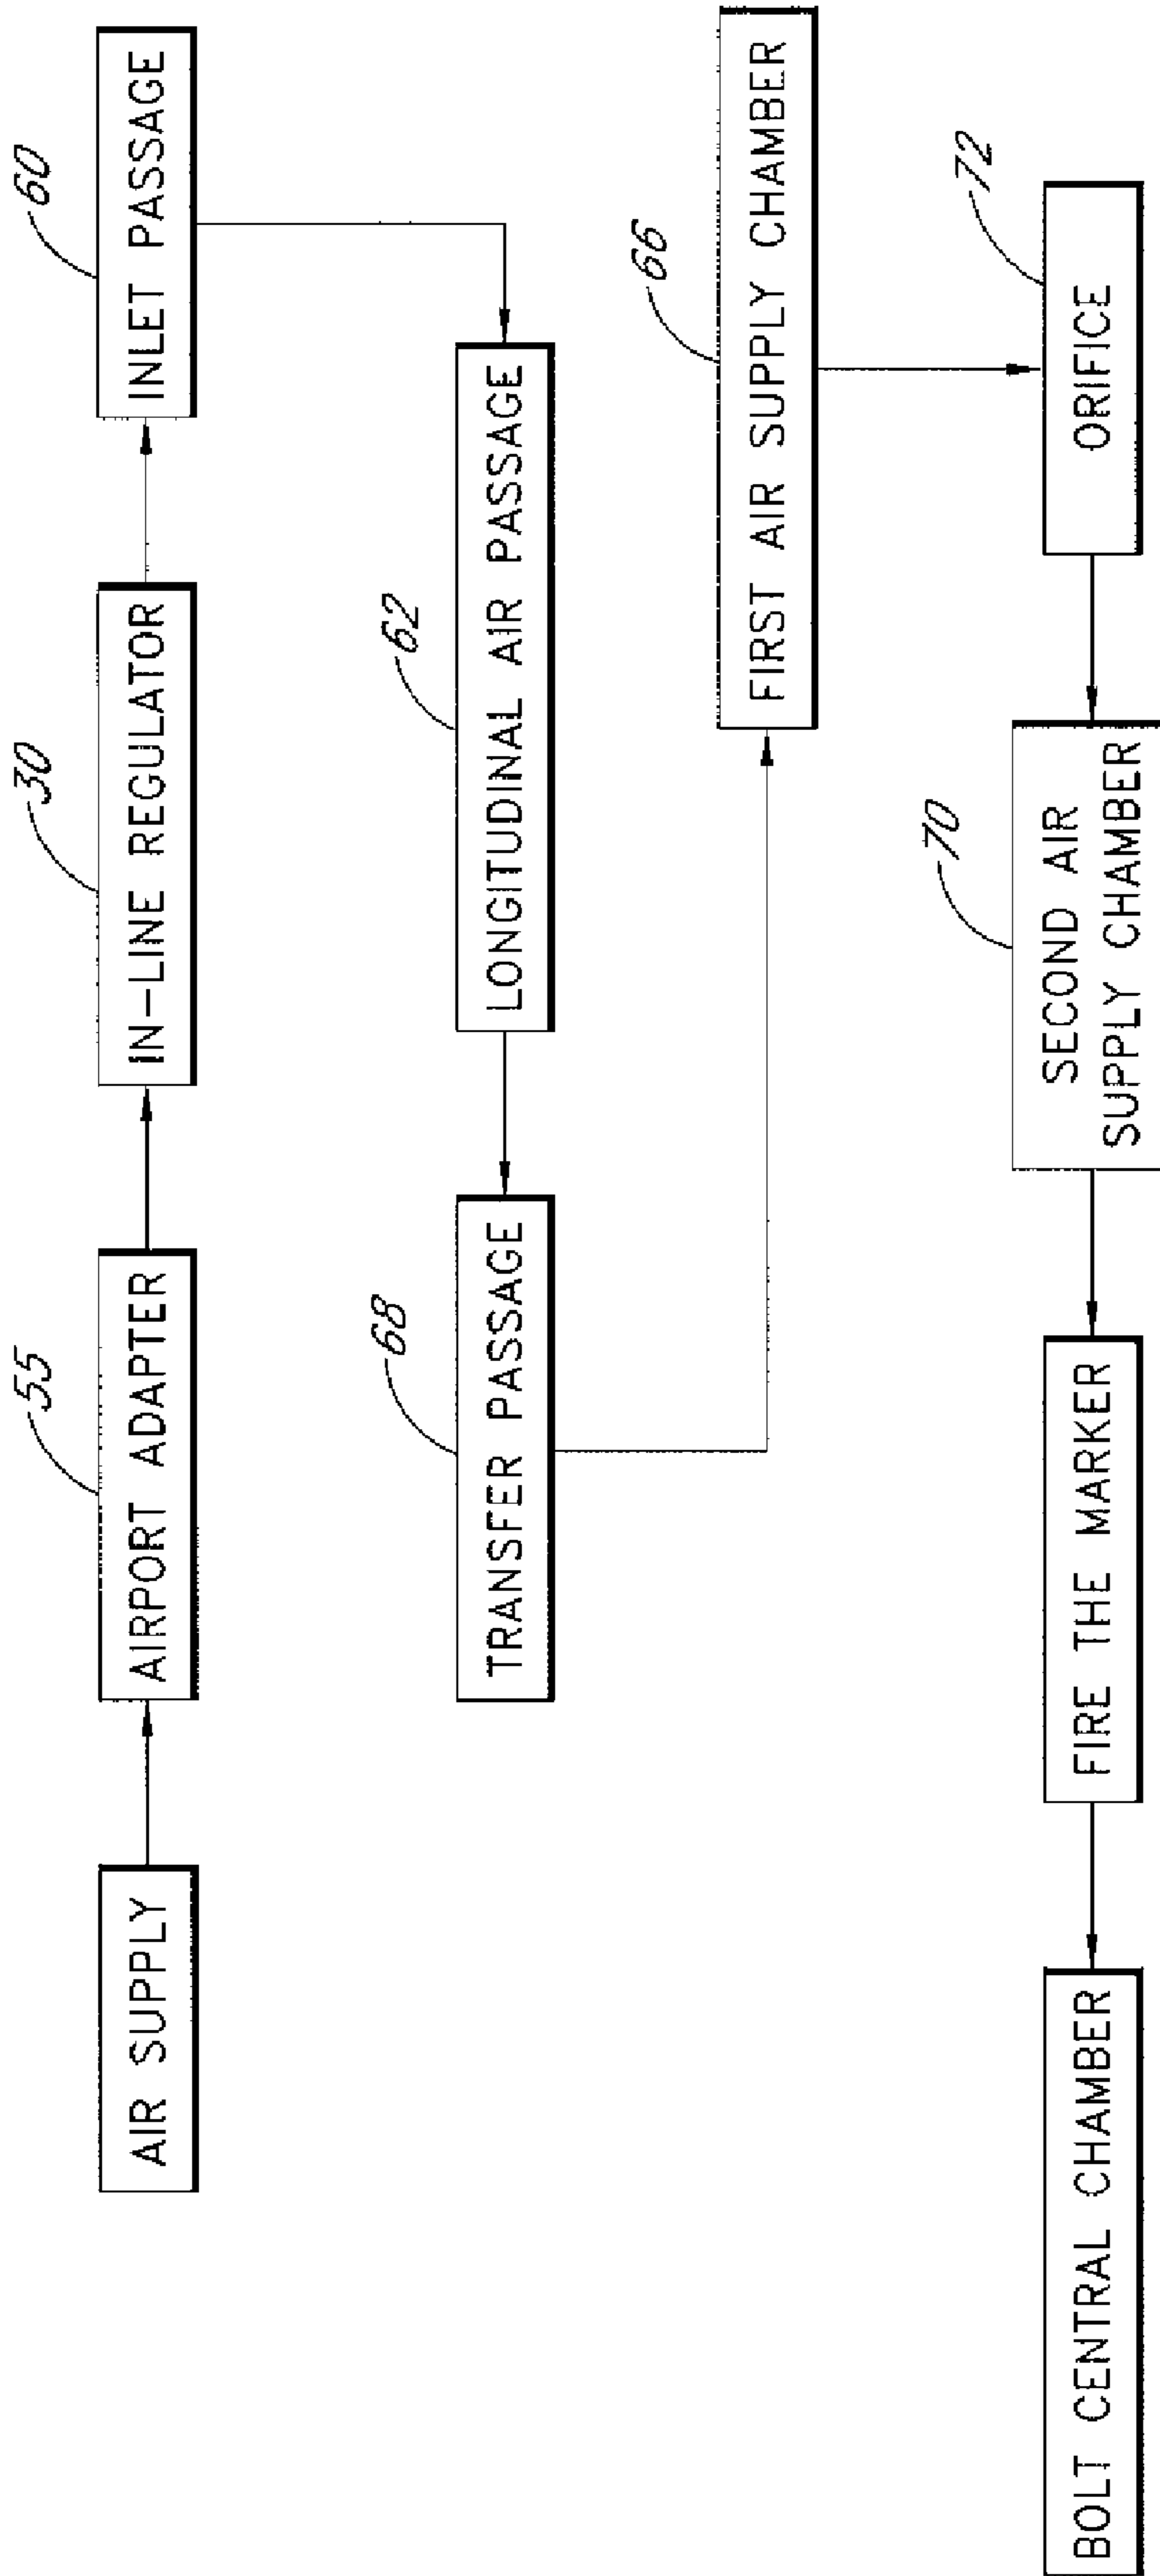 AIR SUPPLY
55
AIRPORT ADAPTER
30
IN-LINE REGULATOR
60
INLET PASSAGE
62
LONGITUDINAL AIR PASSAGE
68
TRANSFER PASSAGE
66
FIRST AIR SUPPLY CHAMBER
72
ORIFICE
70
SECOND AIR
SUPPLY CHAMBER
FIRE THE MARKER
BOLT CENTRAL CHAMBER